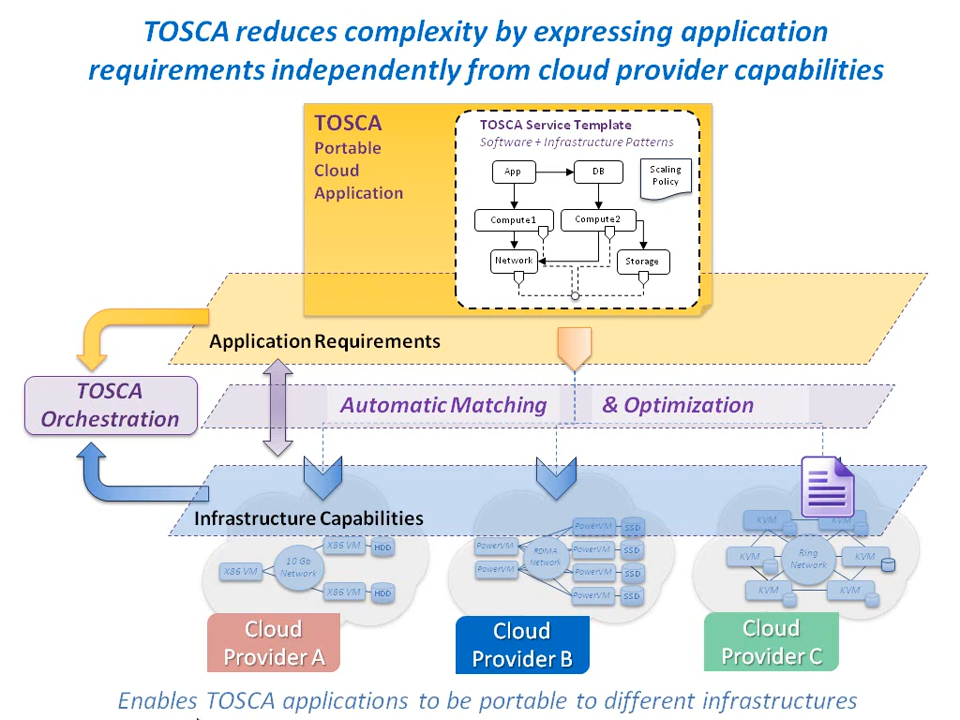 TOSCA reduces complexity by expressing application
requirements independently from cloud provider capabilities
TOSCA
Portable
Cloud
Application
TOSCA Service Template
Software + Infrastructure Patterns
App
DB
Scaling
Policy
Compute1
Compute2
Network
Storage
Application Requirements
TOSCA
Orchestration
Automatic Matching
& Optimization
Infrastructure Capabilities
X86 VM
X86 VM
HDD
10 Go
Network
X86 VM
HDD
PowerVM
PowerVM
RDMA
Network
PowerVM
SSD
PowerVM
SSD
PowerVM
SSD
PowerVM
SSD
KVM
KVM
KVM
Ring
Network
KVM
KVM
KVM
Cloud
Provider A
Cloud
Provider B
Cloud
Provider C
Enables TOSCA applications to be portable to different infrastructures